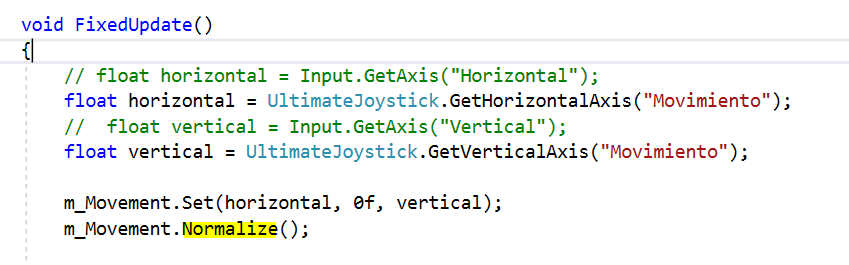 void FixedUpdate()
{
// float horizontal = Input.GetAxis("Horizontal");
float horizontal = UltimateJoystick.GetHorizontalAxis("Movimiento");
//  float vertical = Input.GetAxis("Vertical");
float vertical = UltimateJoystick.GetVerticalAxis("Movimiento");
m_Movement.Set(horizontal, 0f, vertical);
m_Movement.Normalize();